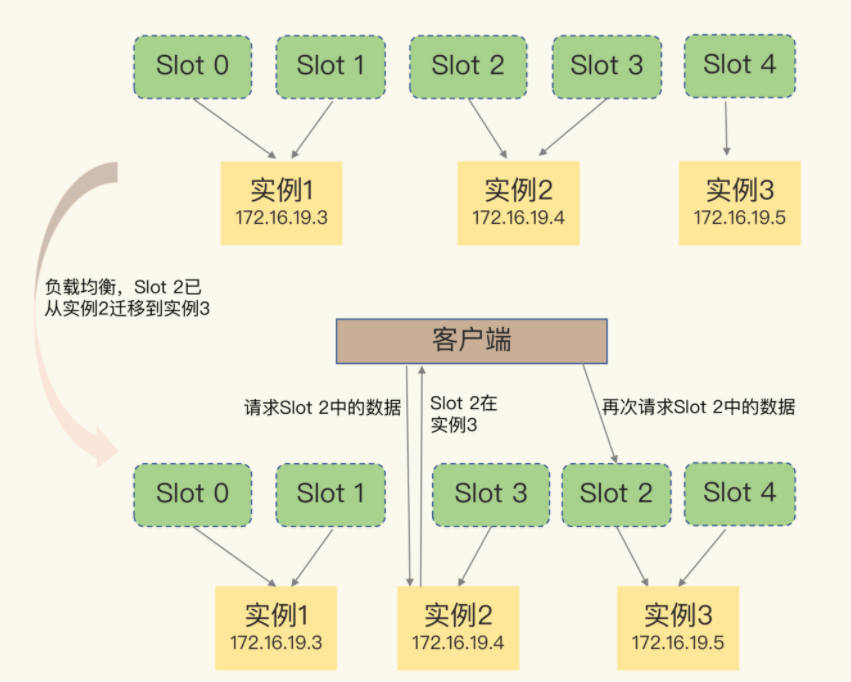 Slot 0
Slot 1
Slot 2
Slot 3
Slot 4
实例1
172.16.19.3
实例2
172.16.19.4
实例3
172.16.19.5
负载均衡，Slot 2已
从实例2迁移到实例3
客户端
请求Slot 2中的数据
Slot 2在
实例3
再次请求Slot 2中的数据
Slot 0
Slot 1
Slot 3
Slot 2
Slot 4
实例1
172.16.19.3
实例2
172.16.19.4
实例3
172.16.19.5